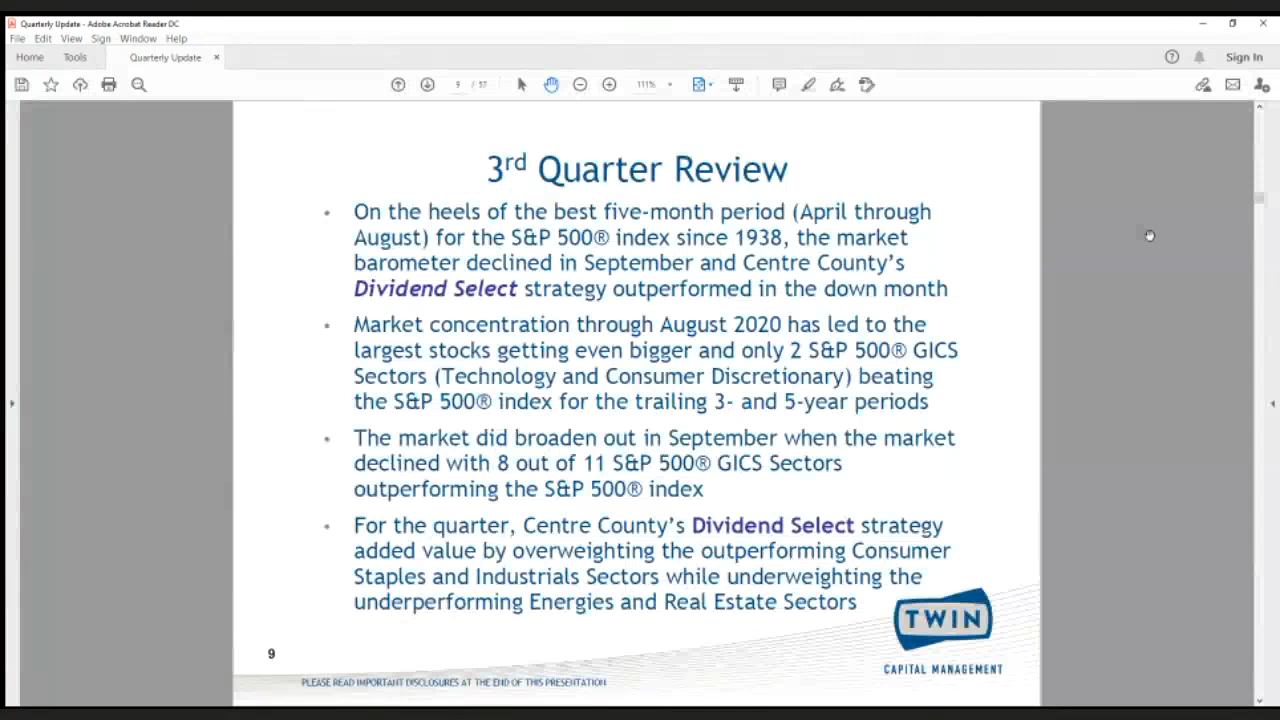 Quarterly Update - Adobe Acrobat Reader DC
File Edit View Sign Window Help
Home Tools Quarterly Update × Sign In
9 / 37 111%
3rd Quarter Review
• On the heels of the best five-month period (April through
August) for the S&P 500® index since 1938, the market
barometer declined in September and Centre County’s
Dividend Select strategy outperformed in the down month
• Market concentration through August 2020 has led to the
largest stocks getting even bigger and only 2 S&P 500® GICS
Sectors (Technology and Consumer Discretionary) beating
the S&P 500® index for the trailing 3- and 5-year periods
• The market did broaden out in September when the market
declined with 8 out of 11 S&P 500® GICS Sectors
outperforming the S&P 500® index
• For the quarter, Centre County’s Dividend Select strategy
added value by overweighting the outperforming Consumer
Staples and Industrials Sectors while underweighting the
underperforming Energies and Real Estate Sectors
TWIN
CAPITAL MANAGEMENT
9
PLEASE READ IMPORTANT DISCLOSURES AT THE END OF THIS PRESENTATION